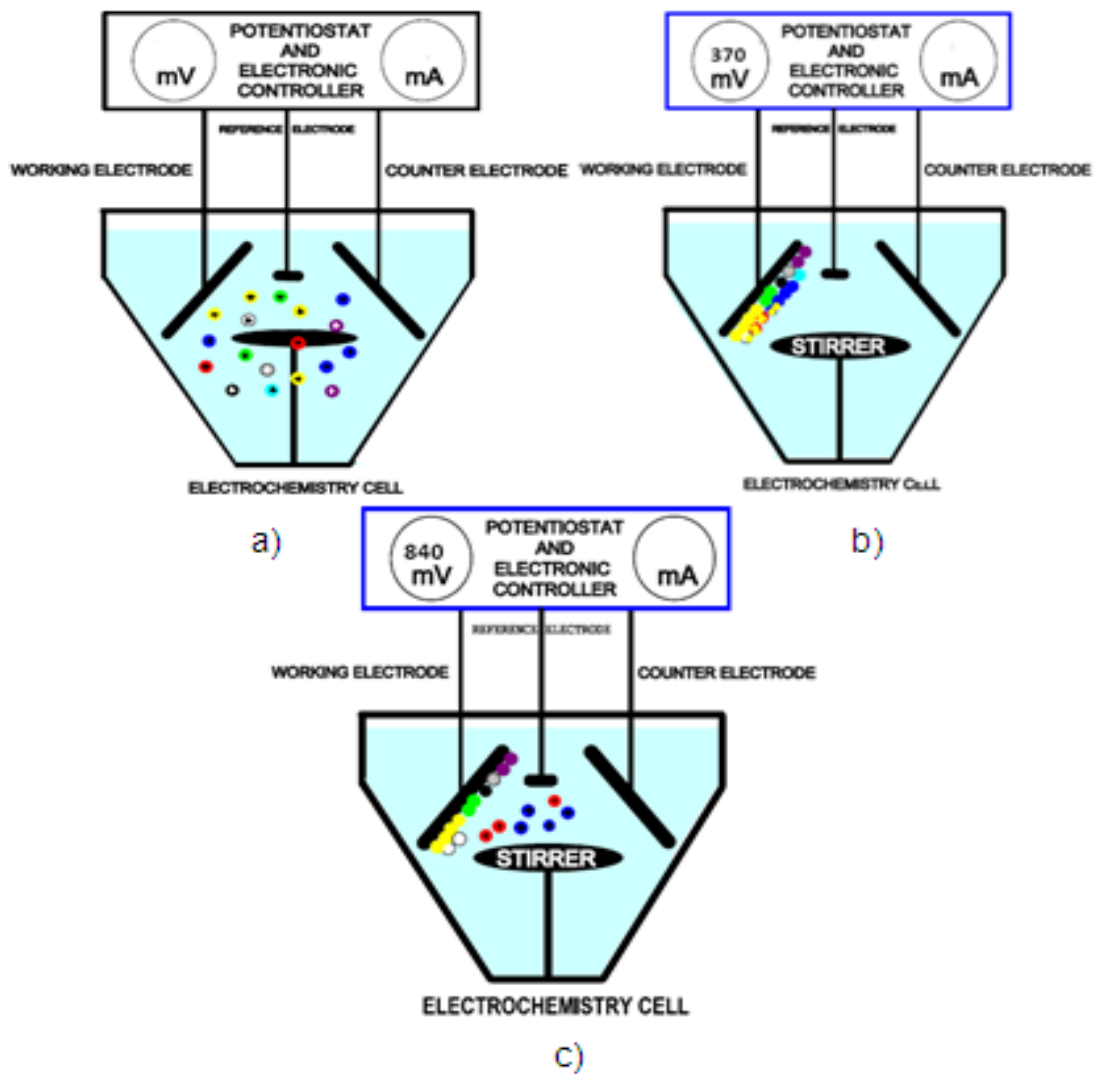 POTENTIOSTAT
AND
ELECTRONIC
CONTROLLER
mV
mA
REFERENCE ELECTRODE
WORKING ELECTRODE
COUNTER ELECTRODE
ELECTROCHEMISTRY CELL
a)
370
mV
POTENTIOSTAT
AND
ELECTRONIC
CONTROLLER
mA
REFERENCE ELECTRODE
WORKING ELECTRODE
COUNTER ELECTRODE
STIRRER
ELECTROCHEMISTRY CELL
b)
840
mV
POTENTIOSTAT
AND
ELECTRONIC
CONTROLLER
mA
REFERENCE ELECTRODE
WORKING ELECTRODE
COUNTER ELECTRODE
STIRRER
ELECTROCHEMISTRY CELL
c)